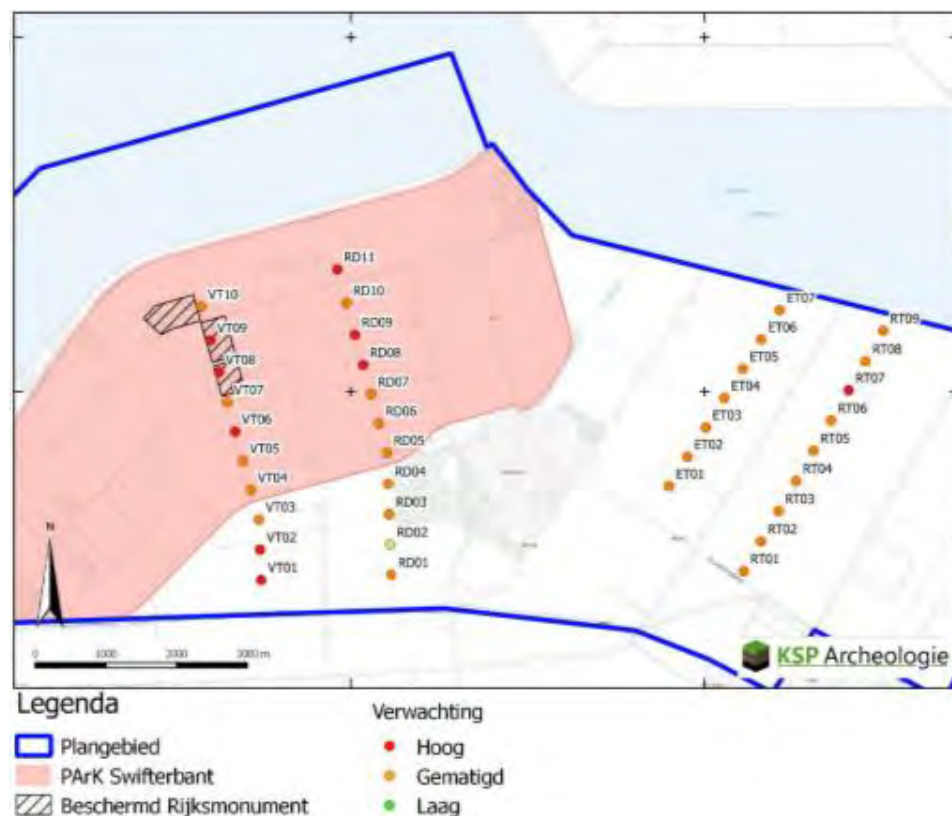 RD11
VT10
RD10
ET07
VT09
RD09
ET06
RT09
VT08
RD08
ET05
RT08
VT07
RD07
ET04
RT07
VT06
RD06
ET03
RT06
VT05
RD05
ET02
RT05
VT04
RD04
ET01
RT04
VT03
RD03
RT03
VT02
RD02
RT02
VT01
RD01
RT01
N
0 1000 2000 3000 m
KSP Archeologie
Legenda
Plangebied
PArK Swifterbant
Beschermd Rijksmonument
Verwachting
Hoog
Gematigd
Laag